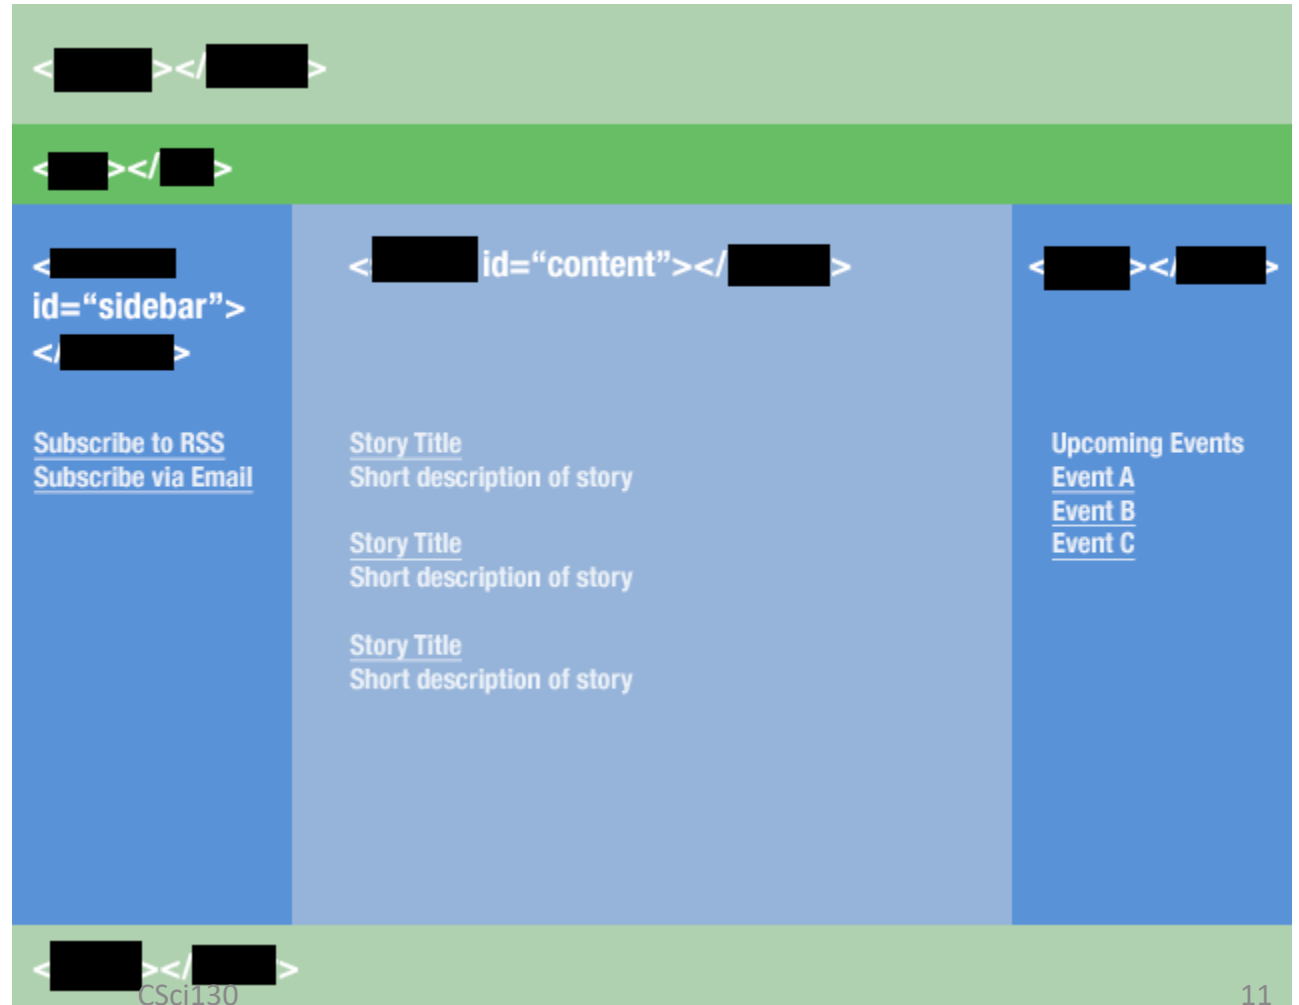 < ></ >
< ></ >
<
id=“sidebar”>
</ >
< id=“content”></ >
< ></ >
Subscribe to RSS
Subscribe via Email
Story Title
Short description of story
Story Title
Short description of story
Story Title
Short description of story
Upcoming Events
Event A
Event B
Event C
< ></ >
CSci130
11